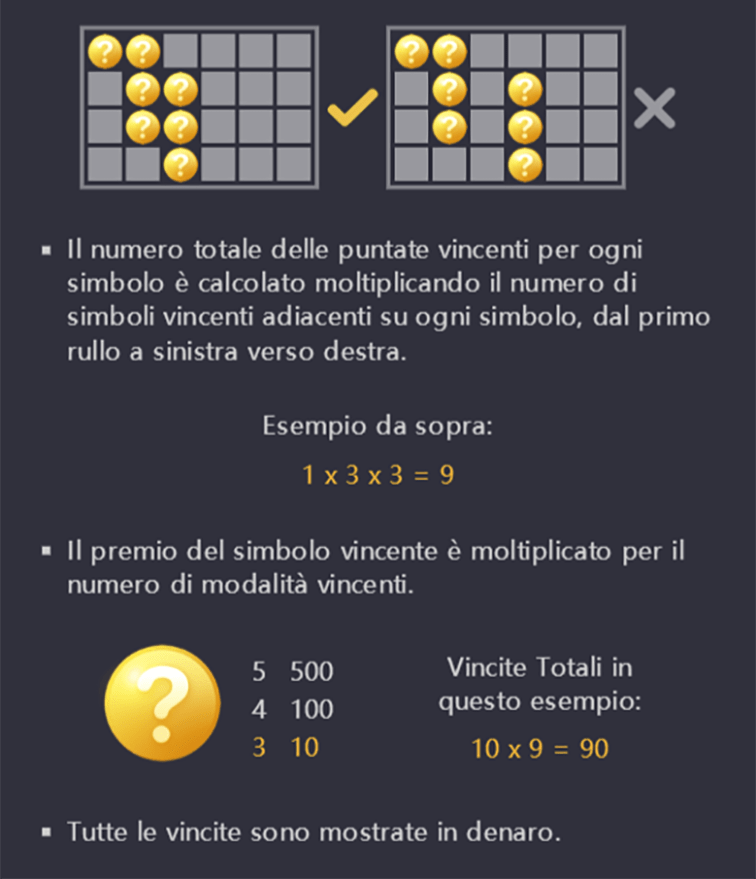 Il numero totale delle puntate vincenti per ogni
simbolo è calcolato moltiplicando il numero di
simboli vincenti adiacenti su ogni simbolo, dal primo
rullo a sinistra verso destra.
Esempio da sopra:
1 x 3 x 3 = 9
Il premio del simbolo vincente è moltiplicato per il
numero di modalità vincenti.
?
5 500
4 100
3 10
Vincite Totali in
questo esempio:
10 x 9 = 90
Tutte le vincite sono mostrate in denaro.